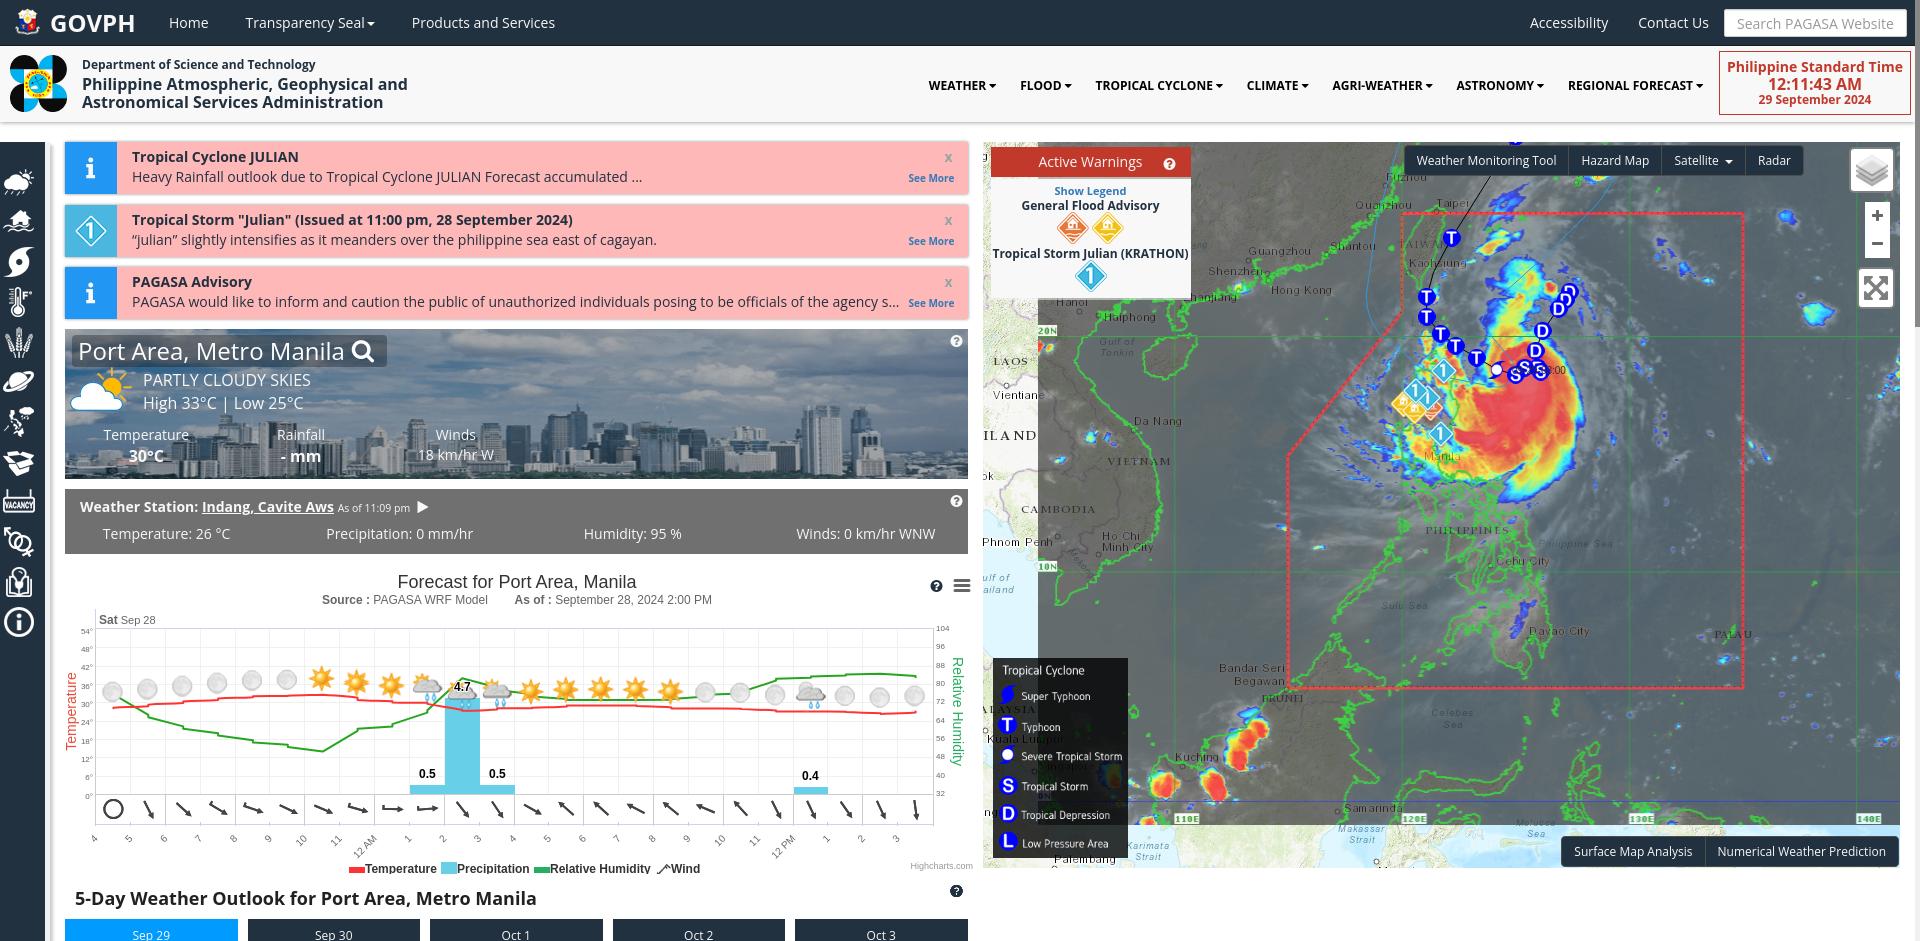 GOVPH
Home
Transparency Seal
Products and Services
Accessibility
Contact Us
Search PAGASA Website
Department of Science and Technology
Philippine Atmospheric, Geophysical and
Astronomical Services Administration
WEATHER
FLOOD
TROPICAL CYCLONE
CLIMATE
AGRI-WEATHER
ASTRONOMY
REGIONAL FORECAST
Philippine Standard Time
12:11:43 AM
29 September 2024
Tropical Cyclone JULIAN
x
Heavy Rainfall outlook due to Tropical Cyclone JULIAN Forecast accumulated ...
See More
1
Tropical Storm "Julian" (Issued at 11:00 pm, 28 September 2024)
x
“julian” slightly intensifies as it meanders over the philippine sea east of cagayan.
See More
PAGASA Advisory
x
PAGASA would like to inform and caution the public of unauthorized individuals posing to be officials of the agency s...
See More
Port Area, Metro Manila
PARTLY CLOUDY SKIES
High 33°C | Low 25°C
Temperature
Rainfall
Winds
30°C
- mm
18 km/hr W
Weather Station: Indang, Cavite Aws As of 11:09 pm
Temperature: 26 °C
Precipitation: 0 mm/hr
Humidity: 95 %
Winds: 0 km/hr WNW
VACANCY
Forecast for Port Area, Manila
Source : PAGASA WRF Model
As of : September 28, 2024 2:00 PM
Sat Sep 28
Temperature
54°
48°
42°
36°
30°
24°
18°
12°
6°
0°
0.5
4.7
0.5
0.4
104
96
88
80
72
64
56
48
40
32
Relative Humidity
4
5
6
7
8
9
10
11
12 AM
1
2
3
4
5
6
7
8
9
10
11
12 PM
1
2
3
Temperature
Precipitation
Relative Humidity
Wind
Highcharts.com
5-Day Weather Outlook for Port Area, Metro Manila
Sep 29
Sep 30
Oct 1
Oct 2
Oct 3
Active Warnings
Show Legend
General Flood Advisory
Tropical Storm Julian (KRATHON)
1
Weather Monitoring Tool
Hazard Map
Satellite
Radar
+
−
Fuzhou
Quanzhou
Taipei
TAIWAN
Kaohsiung
Guangzhou
Shantou
Shenzhen
Hong Kong
Zhanjiang
Hanoi
Haiphong
Gulf of
Tonkin
20N
LAOS
Vientiane
Da Nang
VIETNAM
CAMBODIA
Phnom Penh
Ho Chi
Minh City
Mekong
10N
Manila
PHILIPPINES
Philippine Sea
Cebu City
Sulu Sea
Davao City
PALAU
Bandar Seri
Begawan
BRUNEI
Celebes
Sea
Kuching
Samarinda
Makassar
Strait
Molucca
Sea
Karimata
Strait
Palembang
Kuala Lumpur
110E
120E
130E
140E
T
T
T
T
T
T
D
D
D
D
D
S
S
S
1
1
1
1
Tropical Cyclone
Super Typhoon
T Typhoon
Severe Tropical Storm
S Tropical Storm
D Tropical Depression
L Low Pressure Area
Surface Map Analysis
Numerical Weather Prediction